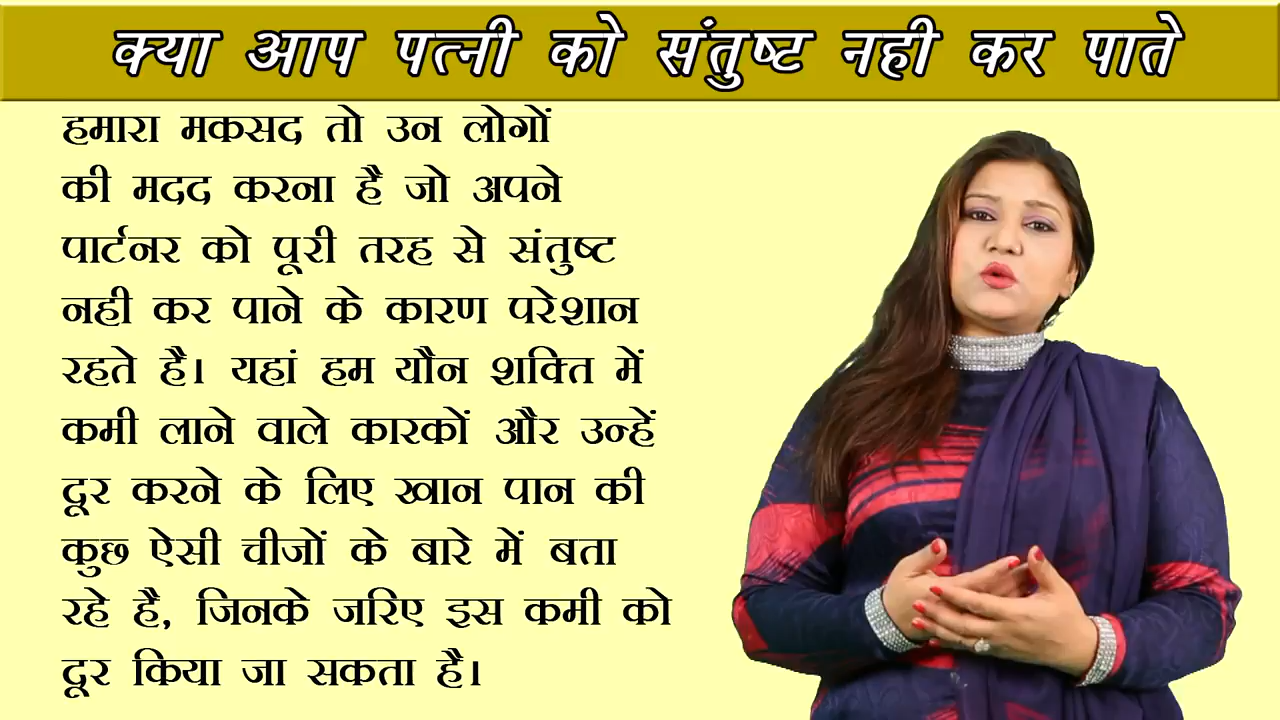 क्या आप पत्नी को संतुष्ट नही कर पाते
हमारा मकसद तो उन लोगों
की मदद करना है जो अपने
पार्टनर को पूरी तरह से संतुष्ट
नही कर पाने के कारण परेशान
रहते है। यहां हम यौन शक्ति में
कमी लाने वाले कारकों और उन्हें
दूर करने के लिए खान पान की
कुछ ऐसी चीजों के बारे में बता
रहे है, जिनके जरिए इस कमी को
दूर किया जा सकता है।